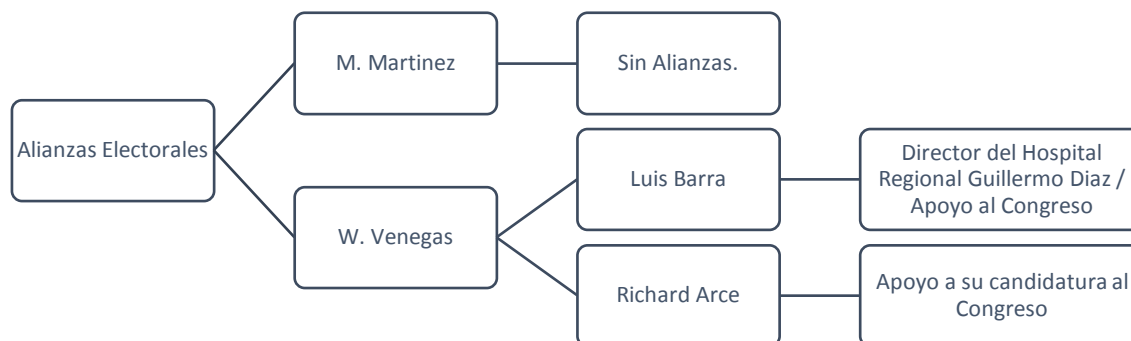 M. Martinez
Sin Alianzas.
Alianzas Electorales
Luis Barra
Director del Hospital
Regional Guillermo Diaz /
Apoyo al Congreso
W. Venegas
Richard Arce
Apoyo a su candidatura al
Congreso